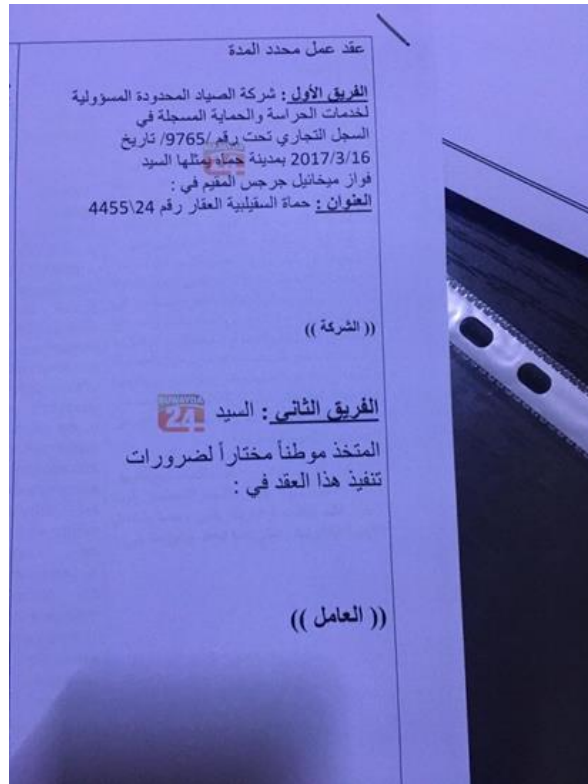 عقد عمل محدد المدة
الفريق الأول : شركة الصياد المحدودة المسؤولية
لخدمات الحراسة والحماية المسجلة في
السجل التجاري تحت رقم /9765/ تاريخ
2017/3/16 بمدينة حماه يمثلها السيد
فواز ميخائيل جرجس المقيم في :
العنوان : حماة السقيلبية العقار رقم 24\4455
(( الشركة ))
الفريق الثاني : السيد
SUWAYDA
24
المتخذ موطناً مختاراً لضرورات
تنفيذ هذا العقد في :
(( العامل ))